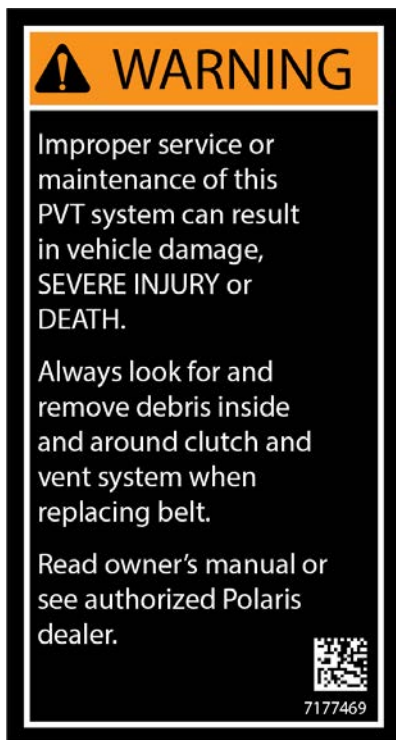 WARNING
Improper service or
maintenance of this
PVT system can result
in vehicle damage,
SEVERE INJURY or
DEATH.
Always look for and
remove debris inside
and around clutch and
vent system when
replacing belt.
Read owner’s manual or
see authorized Polaris
dealer.
7177469